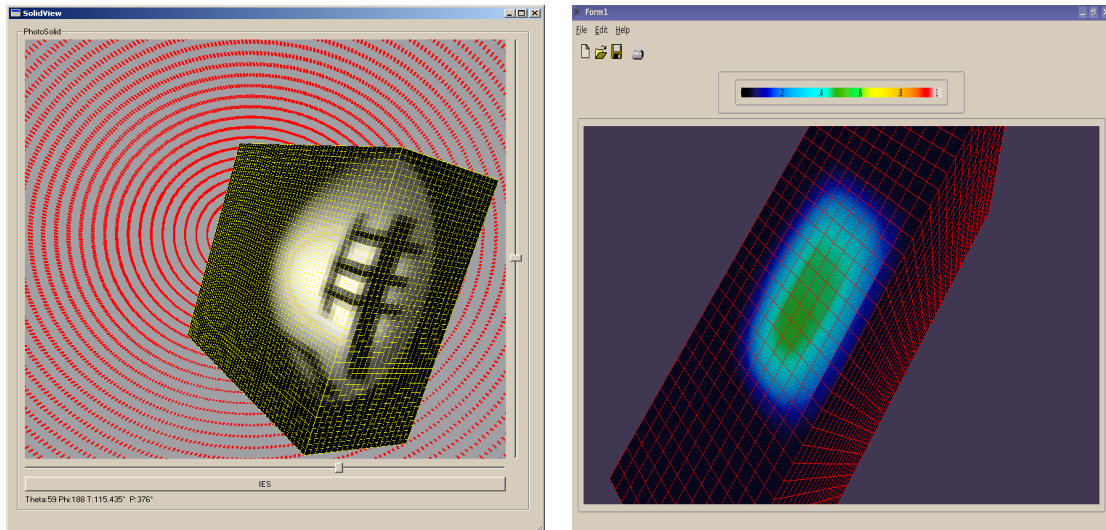 SolidView
PhotoSolid
IES
Theta:59 Phi:188 T:115.435° P:376°
Form1
File Edit Help
.2 .4 .6 .8 1